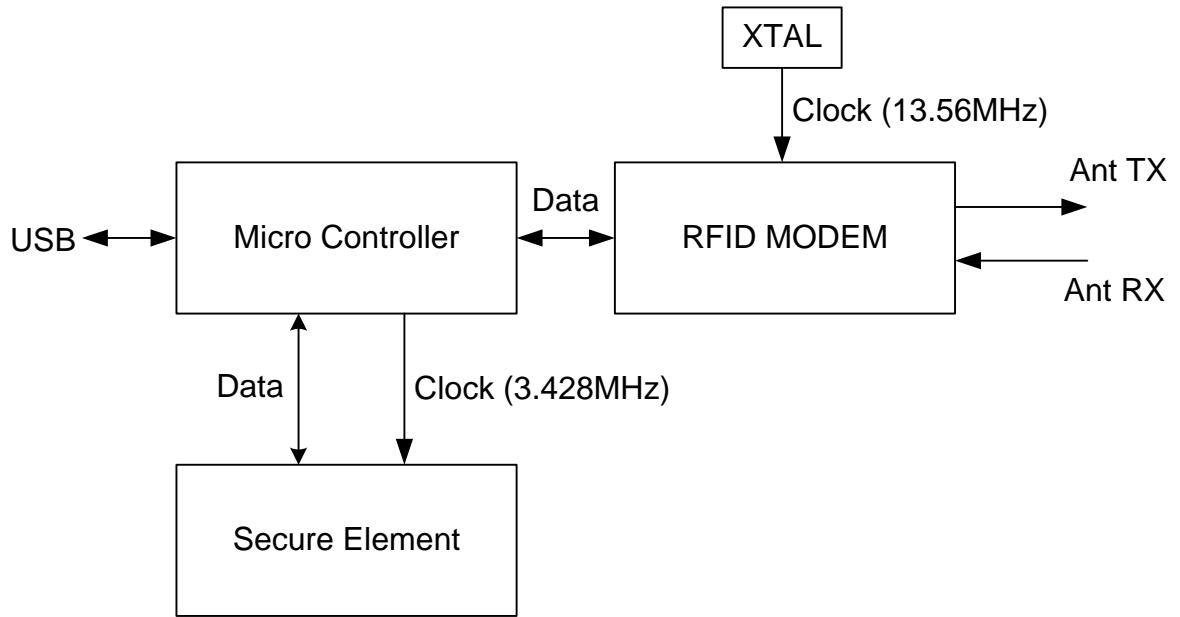 XTAL
Clock (13.56MHz)
Ant TX
Data
USB
Micro Controller
RFID MODEM
Ant RX
Data
Clock (3.428MHz)
Secure Element